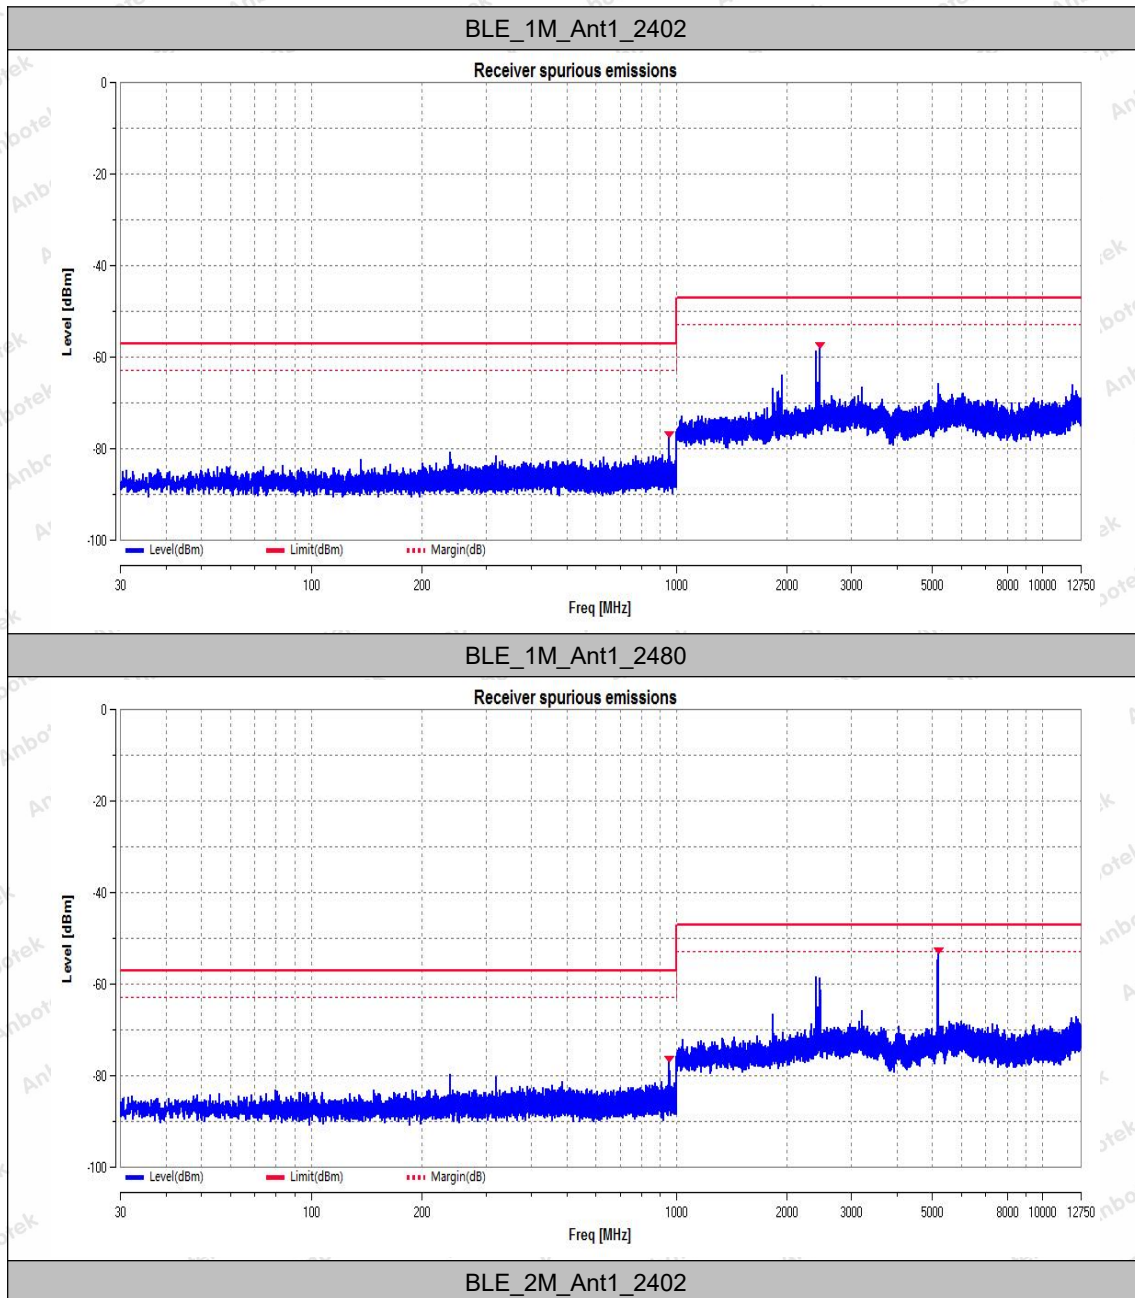 BLE_1M_Ant1_2402
Receiver spurious emissions
0
-20
-40
-60
-80
-100
Level [dBm]
Level(dBm) Limit(dBm) Margin(dB)
30 100 200 1000 2000 3000 5000 8000 10000 12750
Freq [MHz]
BLE_1M_Ant1_2480
Receiver spurious emissions
0
-20
-40
-60
-80
-100
Level [dBm]
Level(dBm) Limit(dBm) Margin(dB)
30 100 200 1000 2000 3000 5000 8000 10000 12750
Freq [MHz]
BLE_2M_Ant1_2402